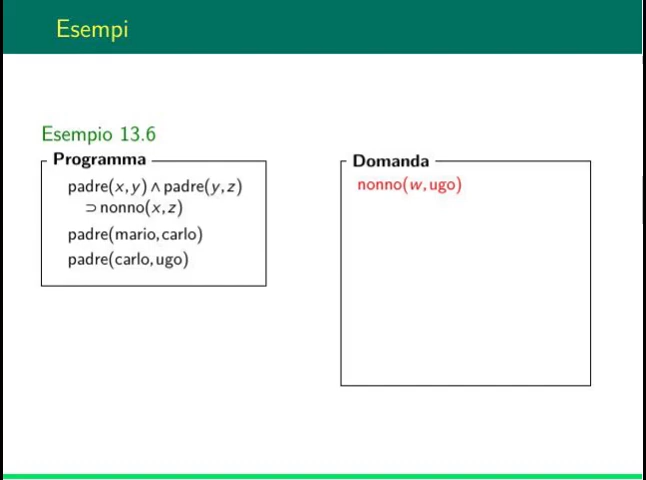 Esempi
Esempio 13.6
Programma
padre(x,y) ∧ padre(y,z)
⊃ nonno(x,z)
padre(mario,carlo)
padre(carlo,ugo)
Domanda
nonno(w,ugo)